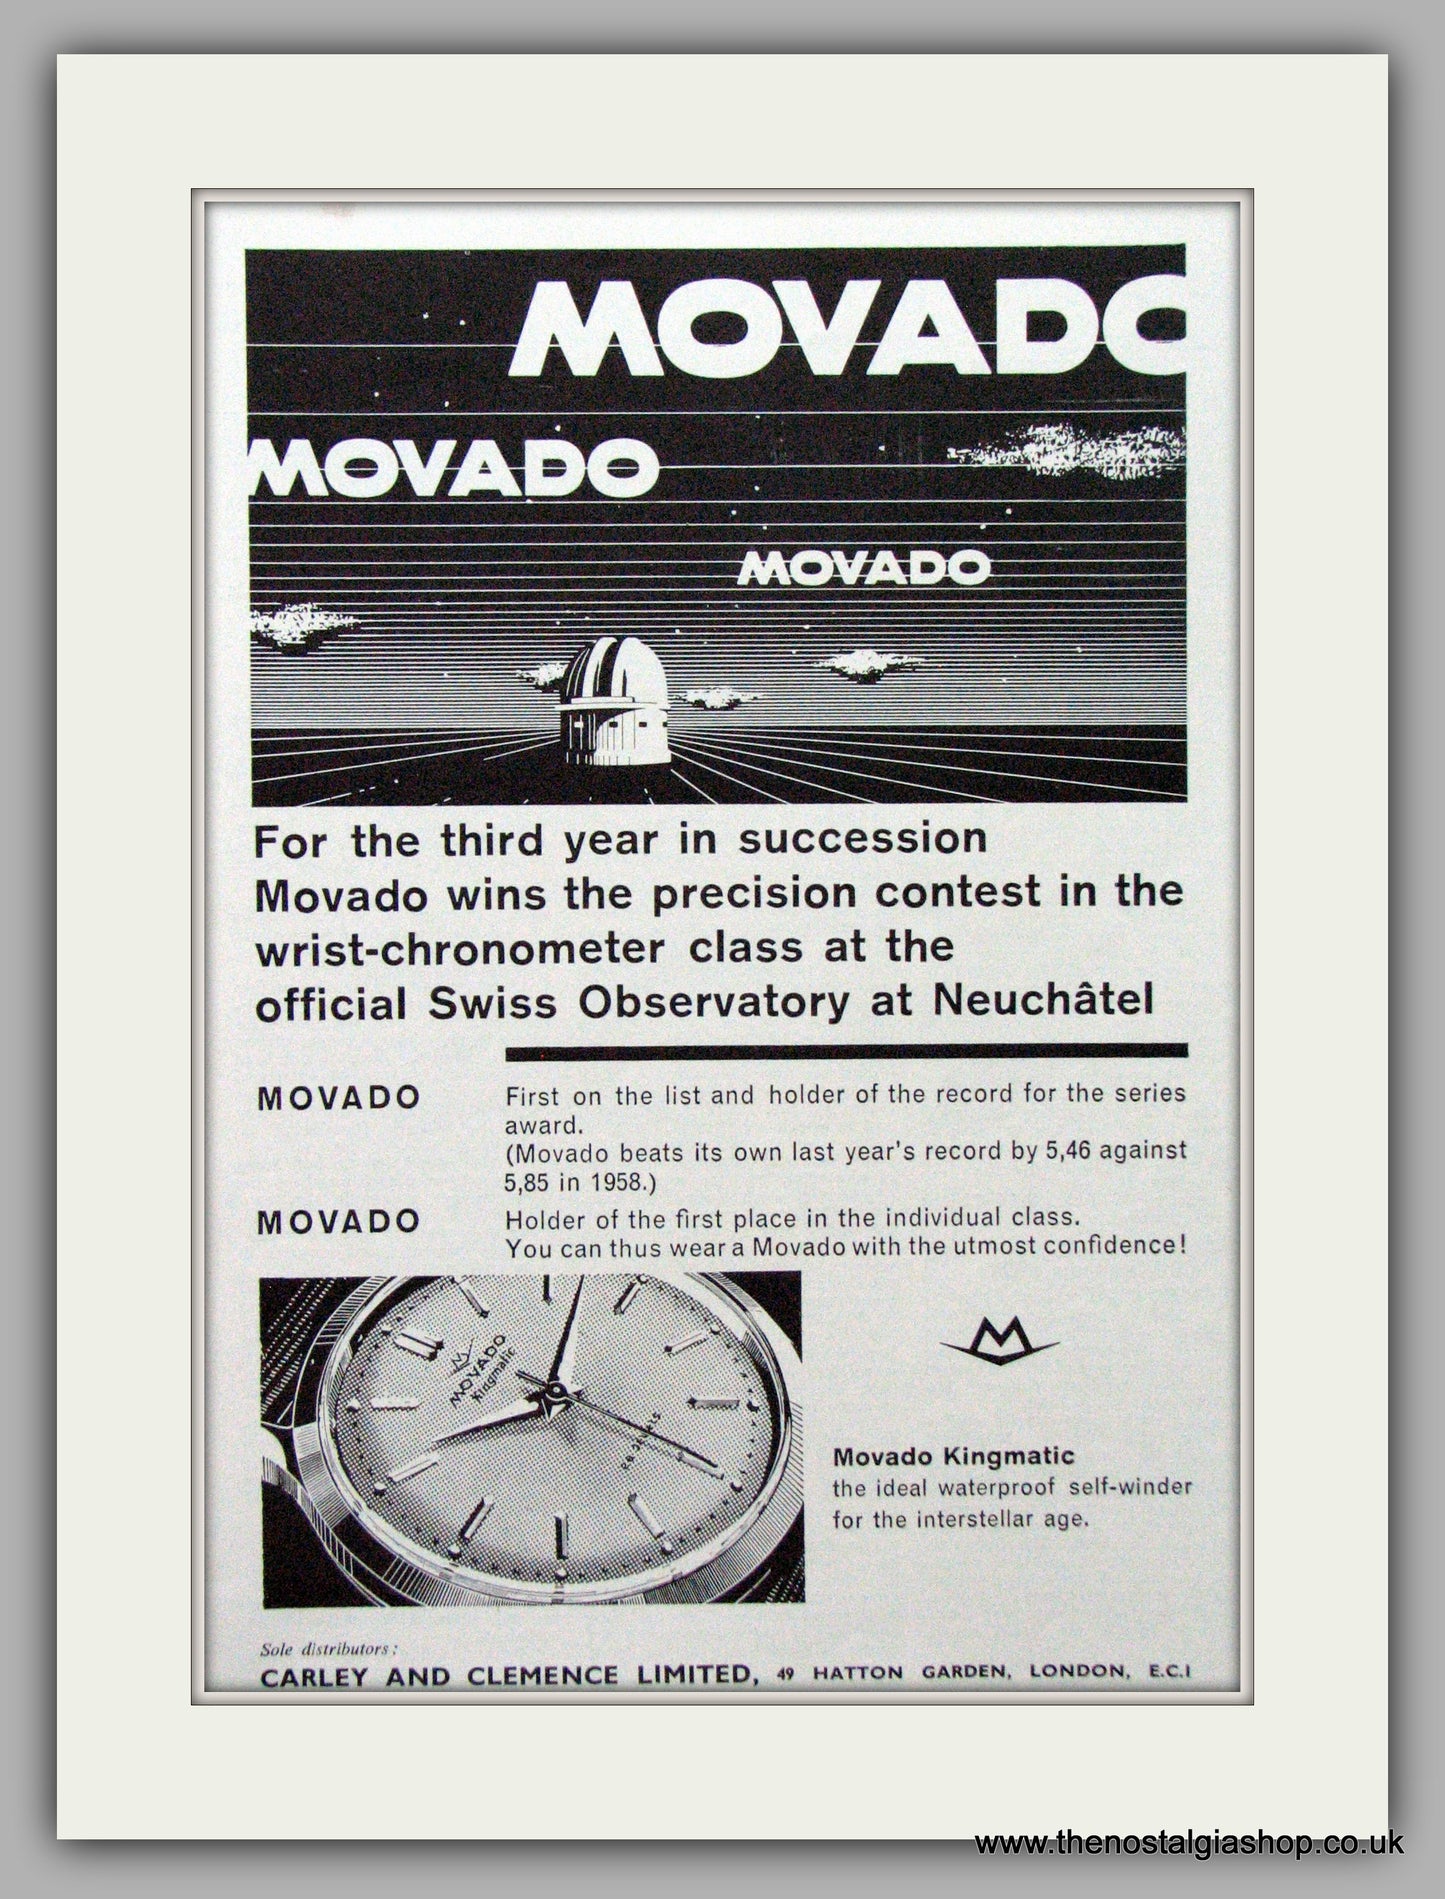 MOVADO
MOVADO
MOVADO
For the third year in succession
Movado wins the precision contest in the
wrist-chronometer class at the
official Swiss Observatory at Neuchâtel
MOVADO
First on the list and holder of the record for the series
award.
(Movado beats its own last year's record by 5,46 against
5,85 in 1958.)
MOVADO
Holder of the first place in the individual class.
You can thus wear a Movado with the utmost confidence!
M
MOVADO
Kingmatic
28 Jewels
M
Movado Kingmatic
the ideal waterproof self-winder
for the interstellar age.
Sole distributors:
CARLEY AND CLEMENCE LIMITED, 49 HATTON GARDEN, LONDON, E.C.1
www.thenostalgiashop.co.uk